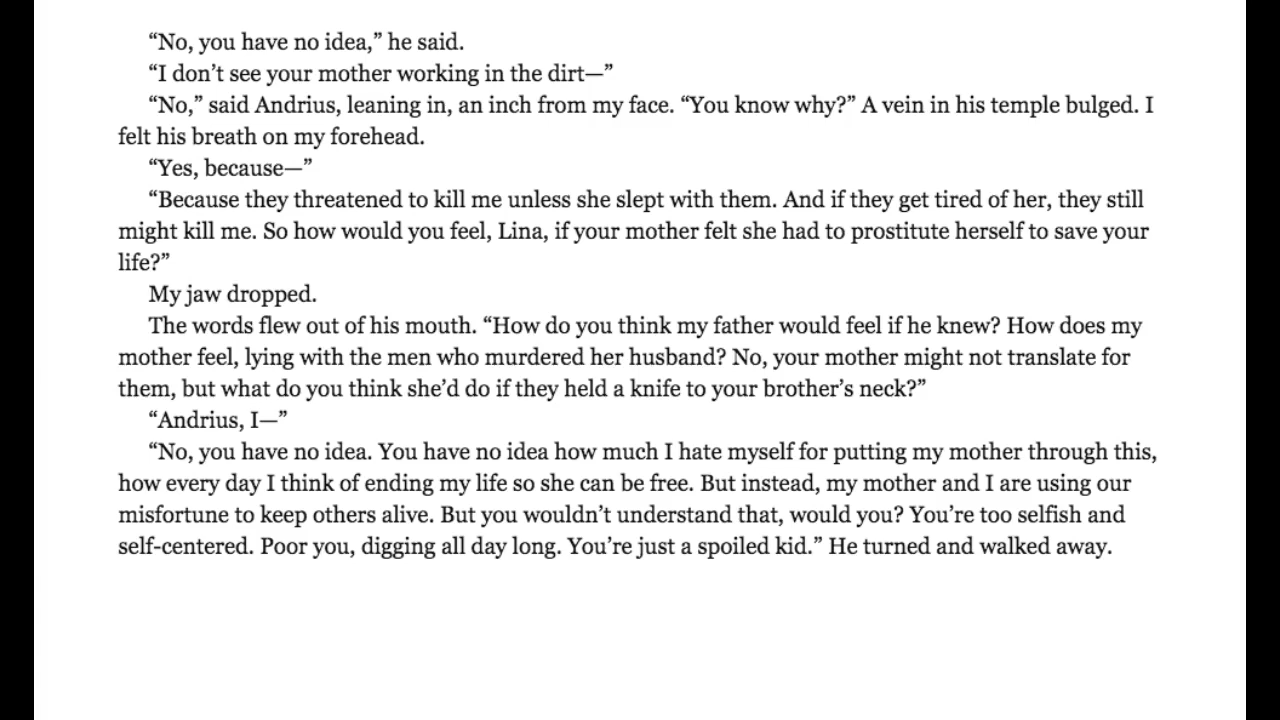 “No, you have no idea,” he said.
“I don’t see your mother working in the dirt—”
“No,” said Andrius, leaning in, an inch from my face. “You know why?” A vein in his temple bulged. I
felt his breath on my forehead.
“Yes, because—”
“Because they threatened to kill me unless she slept with them. And if they get tired of her, they still
might kill me. So how would you feel, Lina, if your mother felt she had to prostitute herself to save your
life?”
My jaw dropped.
The words flew out of his mouth. “How do you think my father would feel if he knew? How does my
mother feel, lying with the men who murdered her husband? No, your mother might not translate for
them, but what do you think she’d do if they held a knife to your brother’s neck?”
“Andrius, I—”
“No, you have no idea. You have no idea how much I hate myself for putting my mother through this,
how every day I think of ending my life so she can be free. But instead, my mother and I are using our
misfortune to keep others alive. But you wouldn’t understand that, would you? You’re too selfish and
self-centered. Poor you, digging all day long. You’re just a spoiled kid.” He turned and walked away.